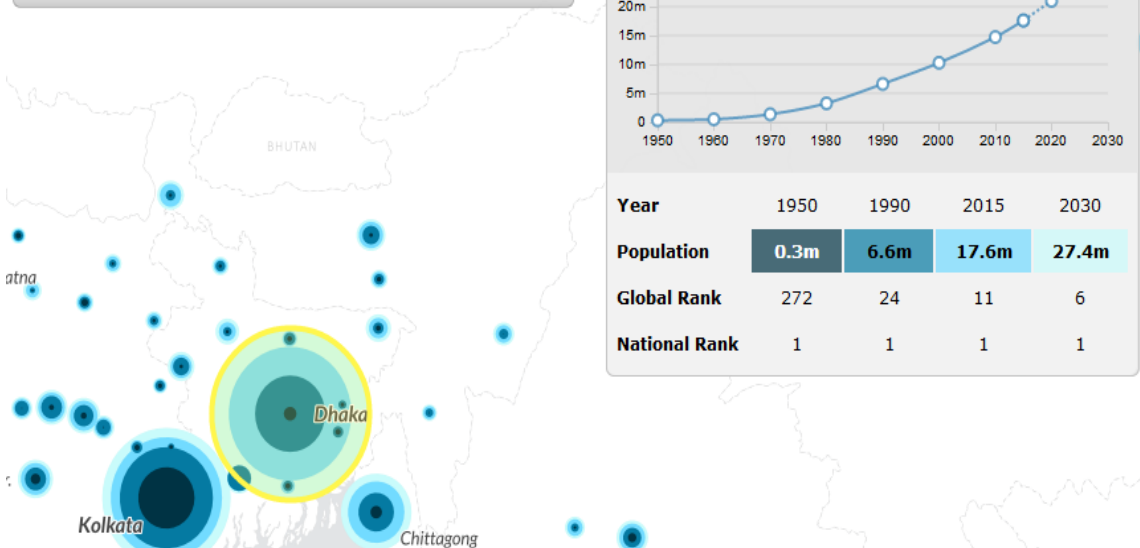 20m
15m
10m
5m
0
1950 1960 1970 1980 1990 2000 2010 2020 2030
BHUTAN
Year 1950 1990 2015 2030
Population 0.3m 6.6m 17.6m 27.4m
Global Rank 272 24 11 6
National Rank 1 1 1 1
atna
Dhaka
r.
Kolkata
Chittagong